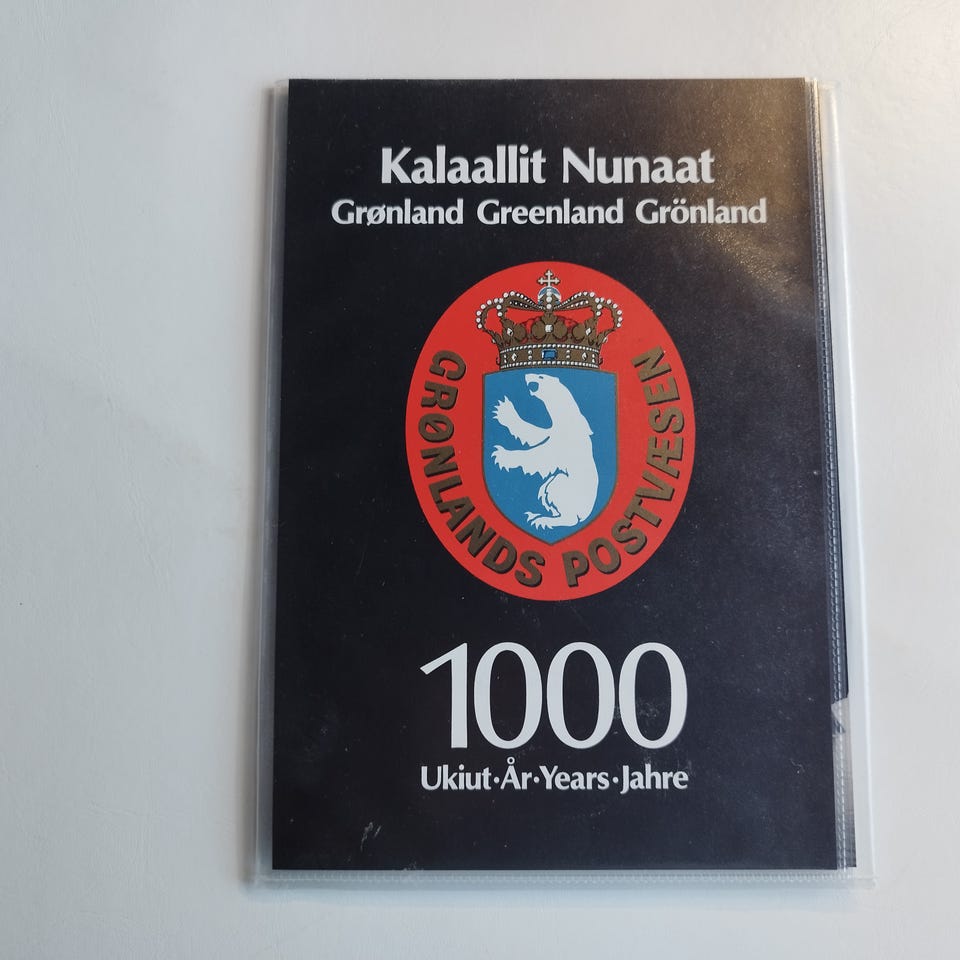 Kalaallit Nunaat
Grønland Greenland Grönland
GRØNLANDS POSTVÆSEN
1000
Ukiut·År·Years·Jahre